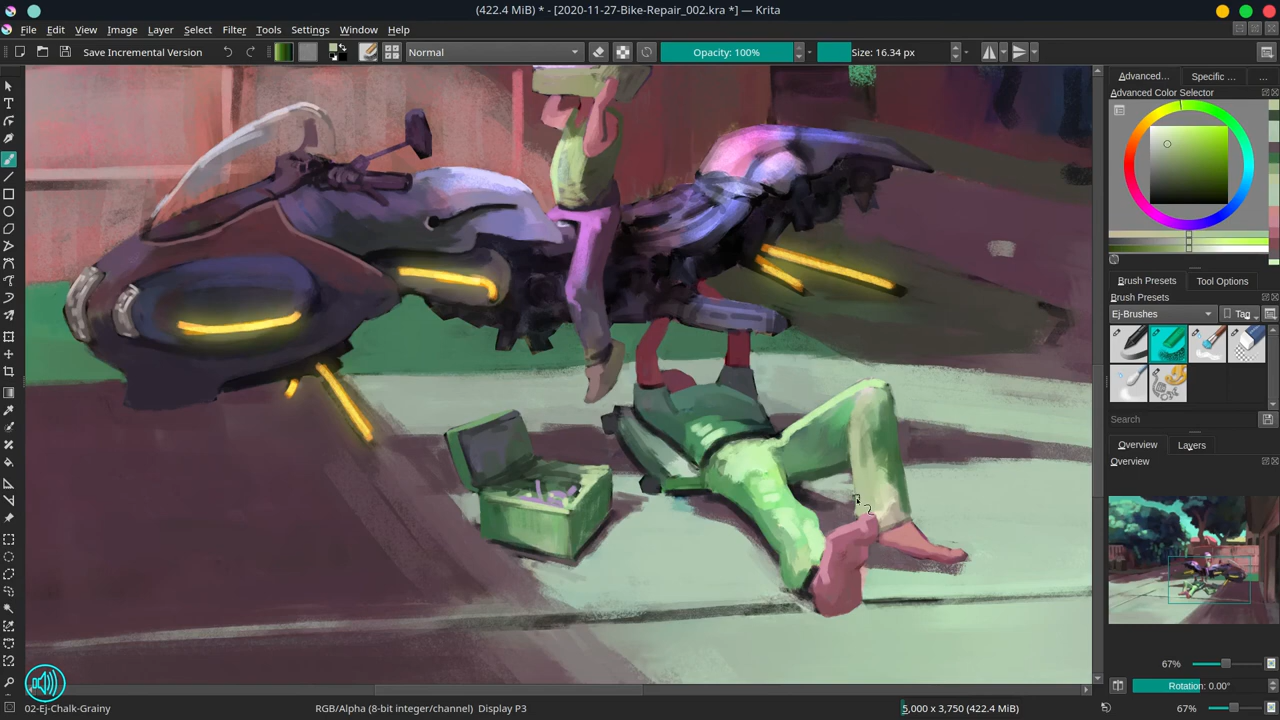 (422.4 MiB) * - [2020-11-27-Bike-Repair_002.kra *] — Krita
File Edit View Image Layer Select Filter Tools Settings Window Help
Save Incremental Version Normal Opacity: 100% Size: 16.34 px
Advanced... Specific ... ...
Advanced Color Selector
Brush Presets Tool Options
Brush Presets
Ej-Brushes Tag
Search
Overview Layers
Overview
67%
Rotation: 0.00°
02-Ej-Chalk-Grainy RGB/Alpha (8-bit integer/channel) Display P3 5,000 x 3,750 (422.4 MiB) 67%